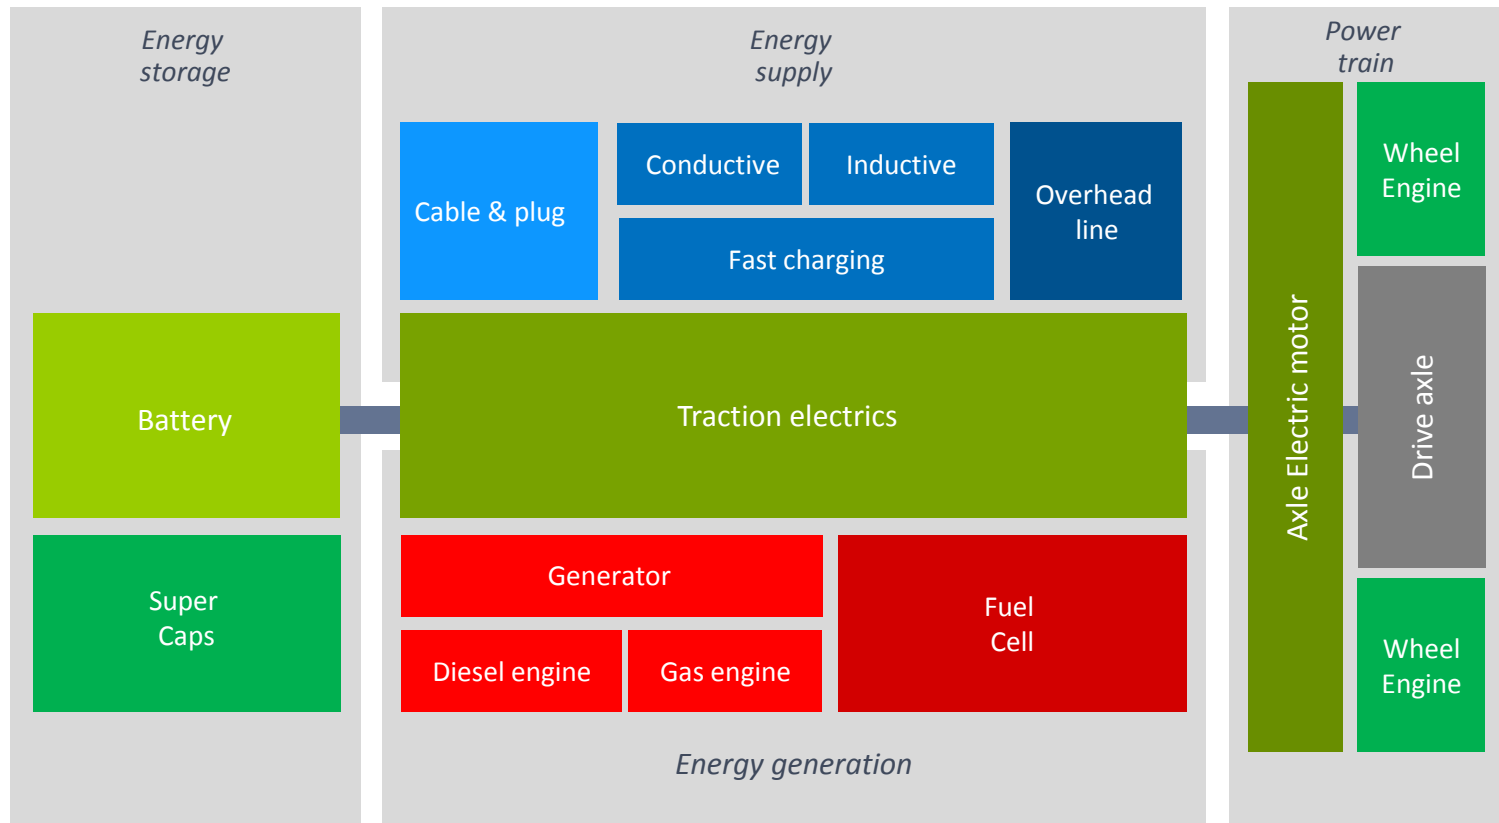 Energy
storage
Battery
Super
Caps
Energy
supply
Cable & plug
Conductive
Inductive
Fast charging
Overhead
line
Traction electrics
Generator
Diesel engine
Gas engine
Fuel
Cell
Energy generation
Power
train
Axle Electric motor
Wheel
Engine
Drive axle
Wheel
Engine